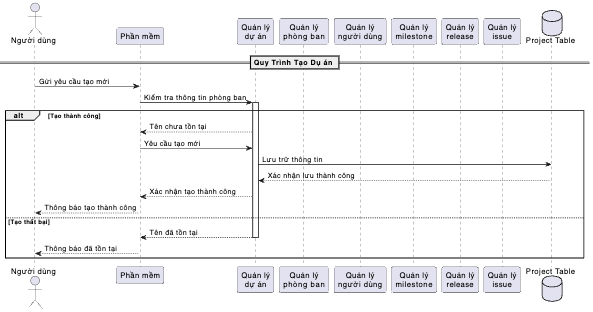 Người dùng
Phần mềm
Quản lý
dự án
Quản lý
phòng ban
Quản lý
người dùng
Quản lý
milestone
Quản lý
release
Quản lý
issue
Project Table
Quy Trình Tạo Dự án
Gửi yêu cầu tạo mới
Kiểm tra thông tin phòng ban
alt
[Tạo thành công]
Tên chưa tồn tại
Yêu cầu tạo mới
Lưu trữ thông tin
Xác nhận lưu thành công
Xác nhận tạo thành công
Thông báo tạo thành công
[Tạo thất bại]
Tên đã tồn tại
Thông báo đã tồn tại
Người dùng
Phần mềm
Quản lý
dự án
Quản lý
phòng ban
Quản lý
người dùng
Quản lý
milestone
Quản lý
release
Quản lý
issue
Project Table